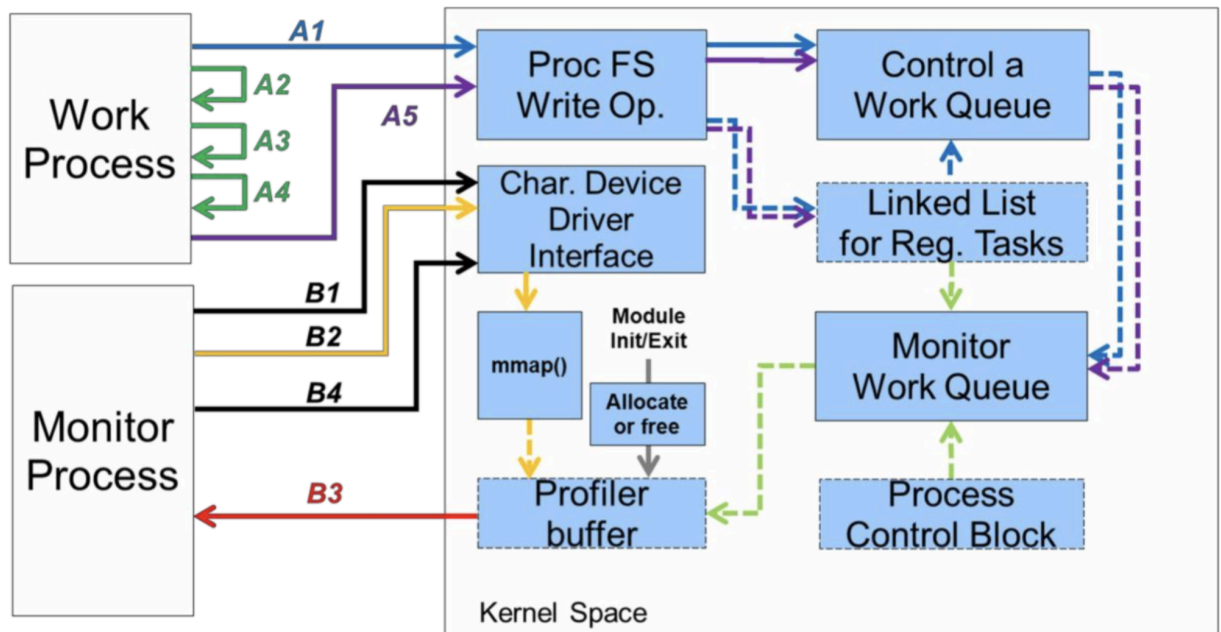 Work
Process
A1
A2
A3
A4
A5
Monitor
Process
B1
B2
B4
B3
Proc FS
Write Op.
Control a
Work Queue
Char. Device
Driver
Interface
Linked List
for Reg. Tasks
mmap()
Module
Init/Exit
Allocate
or free
Monitor
Work Queue
Profiler
buffer
Process
Control Block
Kernel Space